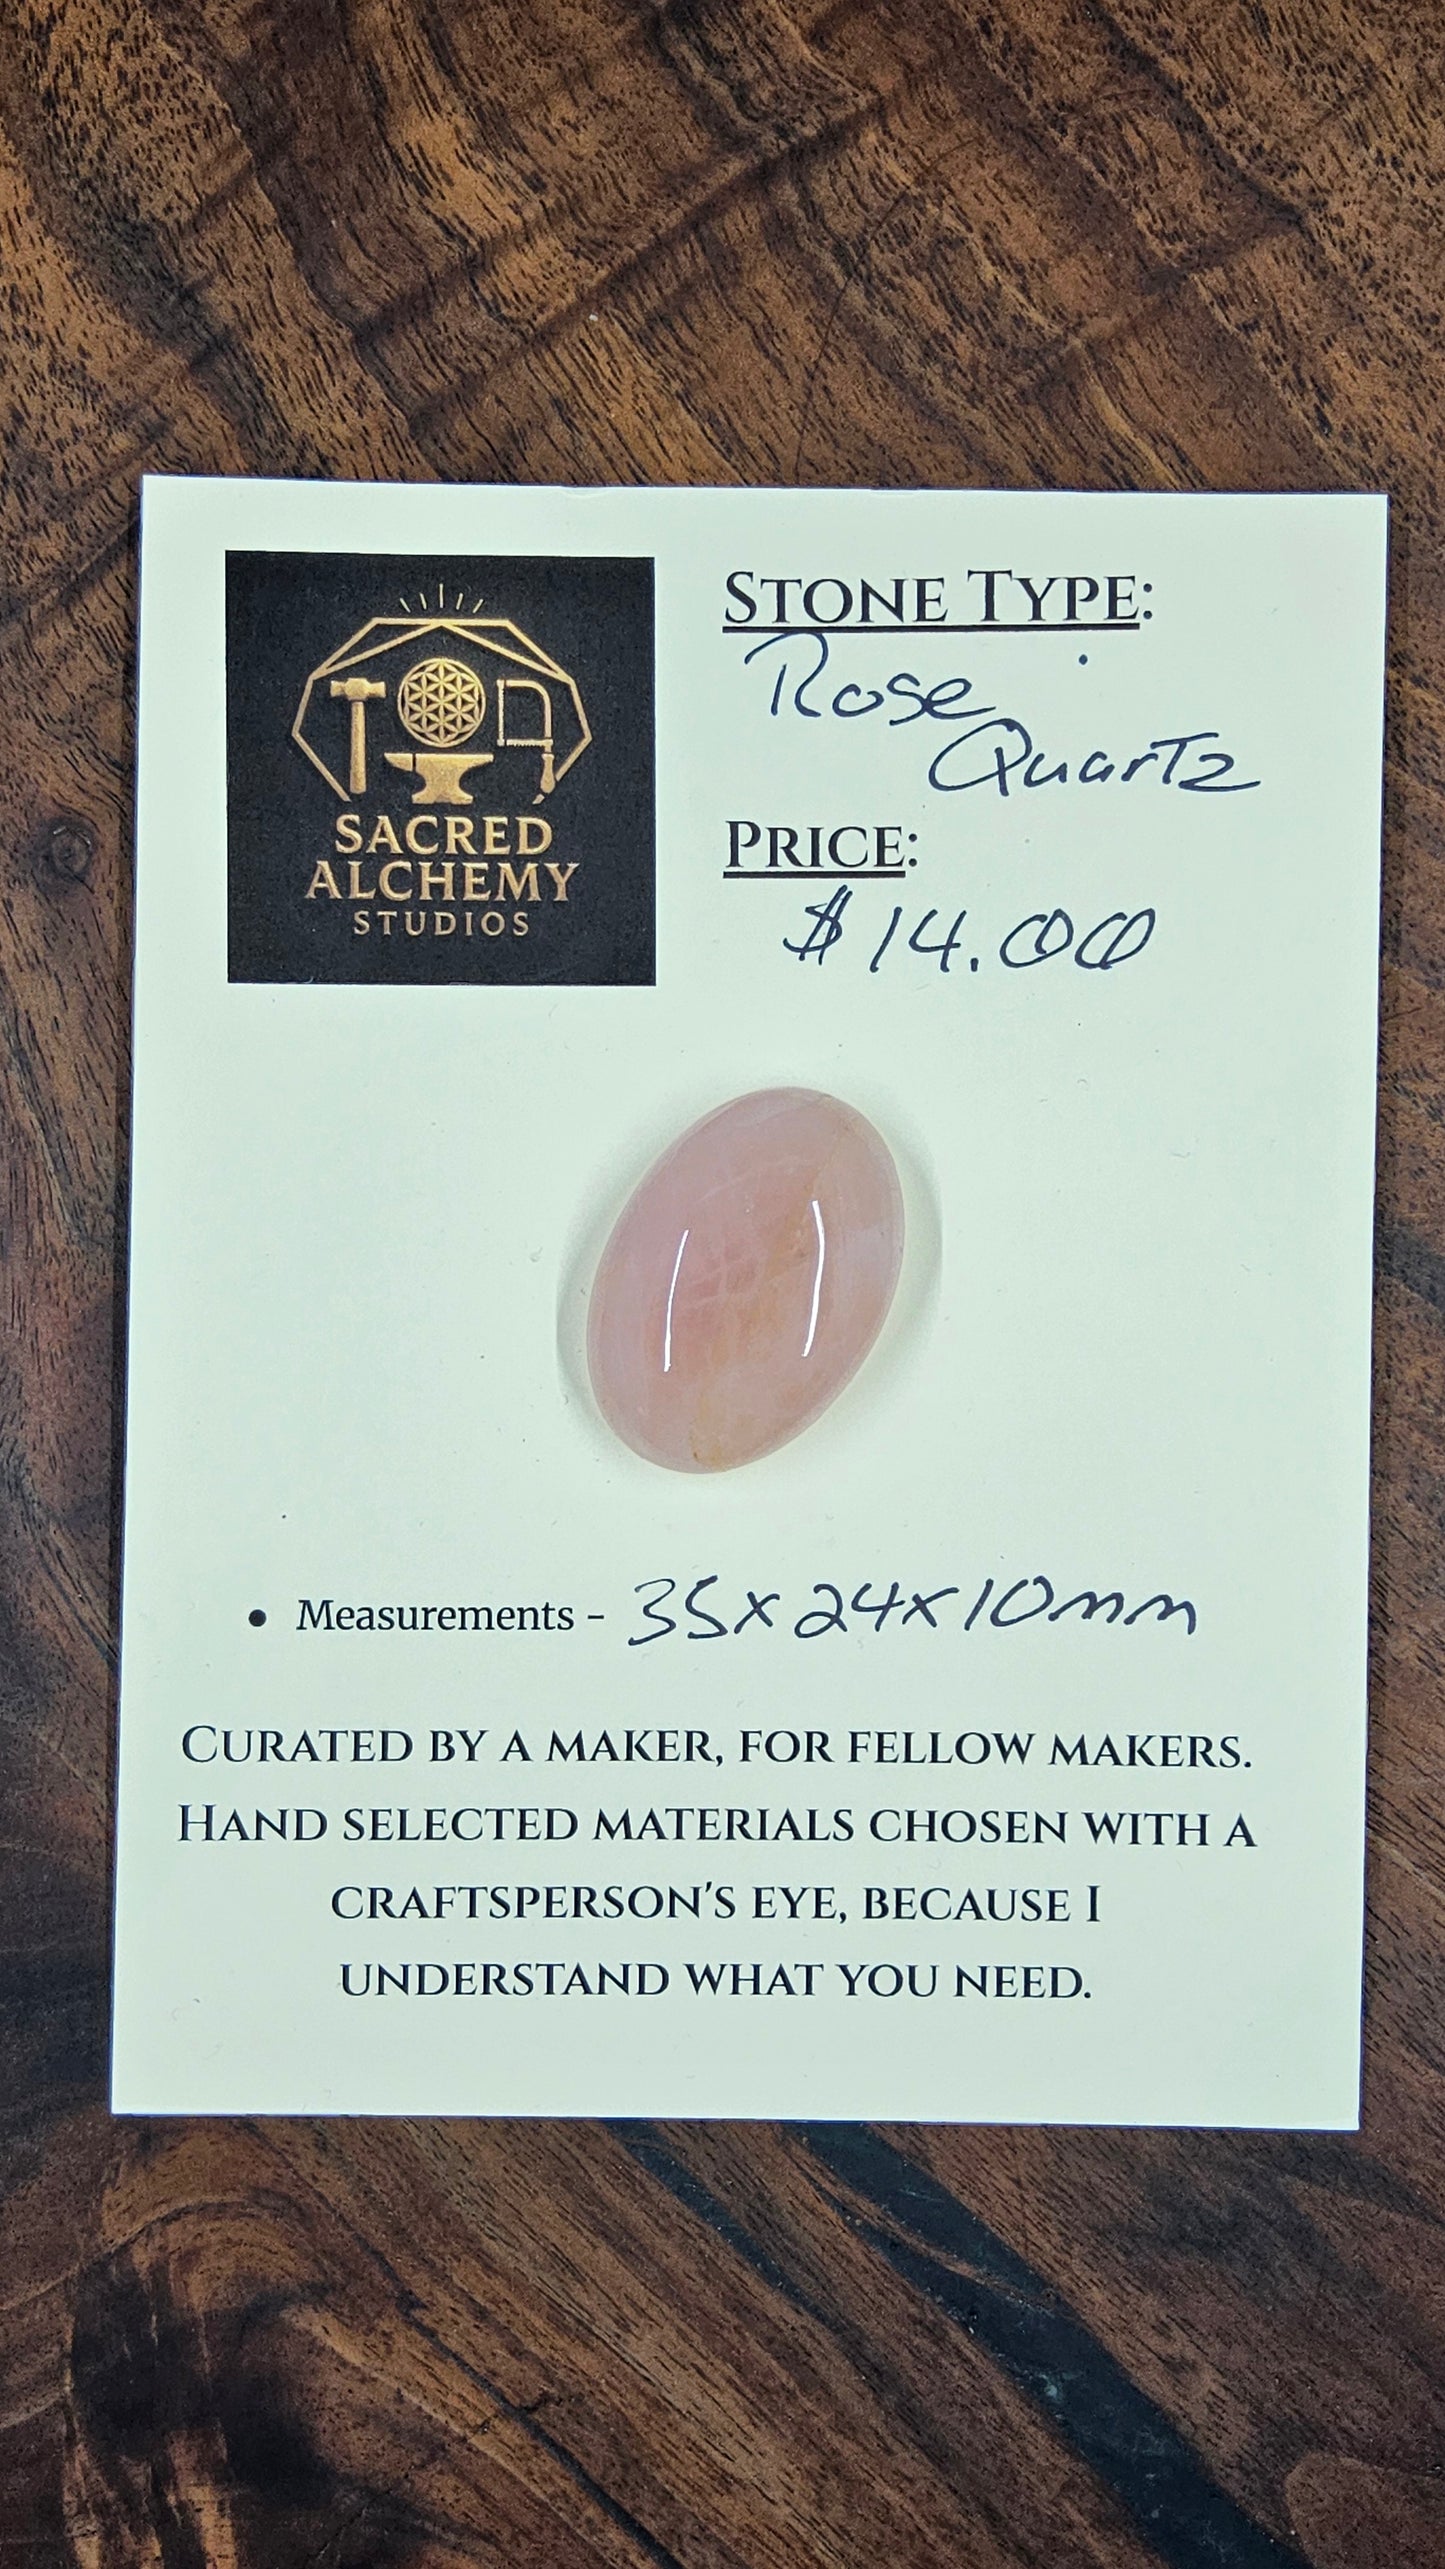 SACRED
ALCHEMY
STUDIOS
STONE TYPE:
Rose
Quartz
PRICE:
$14.00
• Measurements - 35x24x10mm
CURATED BY A MAKER, FOR FELLOW MAKERS.
HAND SELECTED MATERIALS CHOSEN WITH A
CRAFTSPERSON'S EYE, BECAUSE I
UNDERSTAND WHAT YOU NEED.